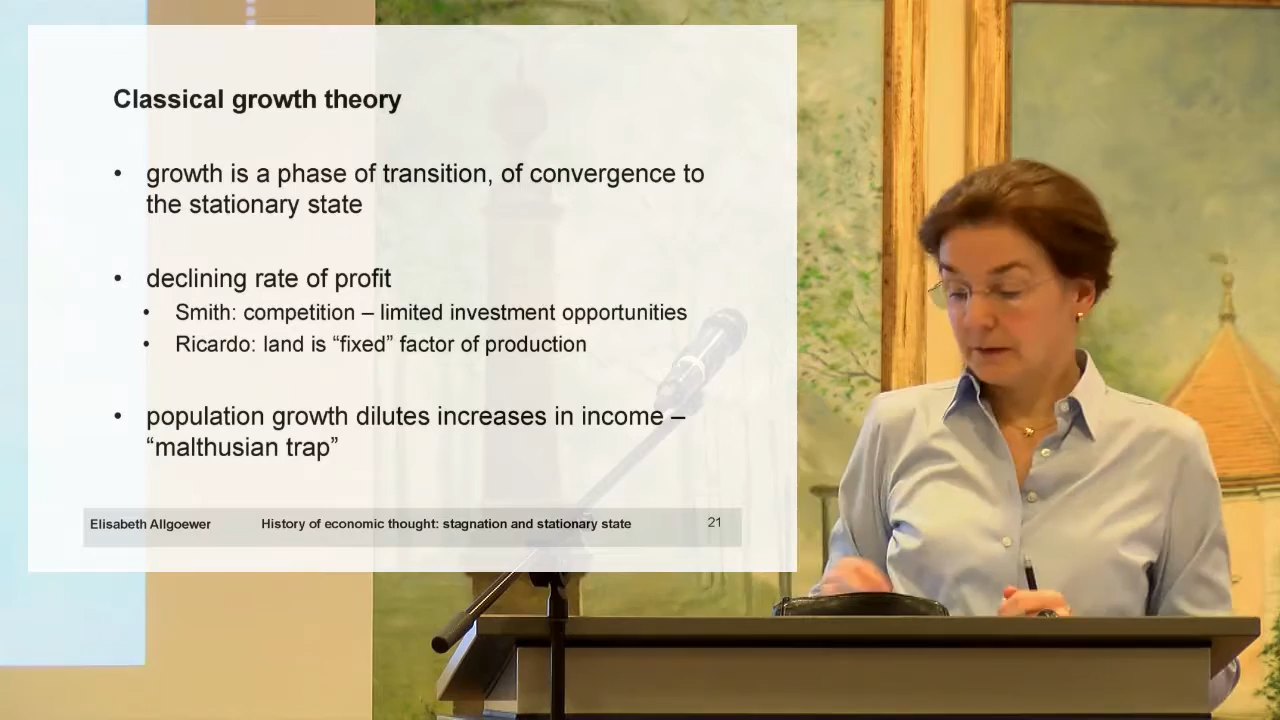 Classical growth theory
• growth is a phase of transition, of convergence to
the stationary state
• declining rate of profit
• Smith: competition – limited investment opportunities
• Ricardo: land is “fixed” factor of production
• population growth dilutes increases in income –
“malthusian trap”
Elisabeth Allgoewer History of economic thought: stagnation and stationary state 21